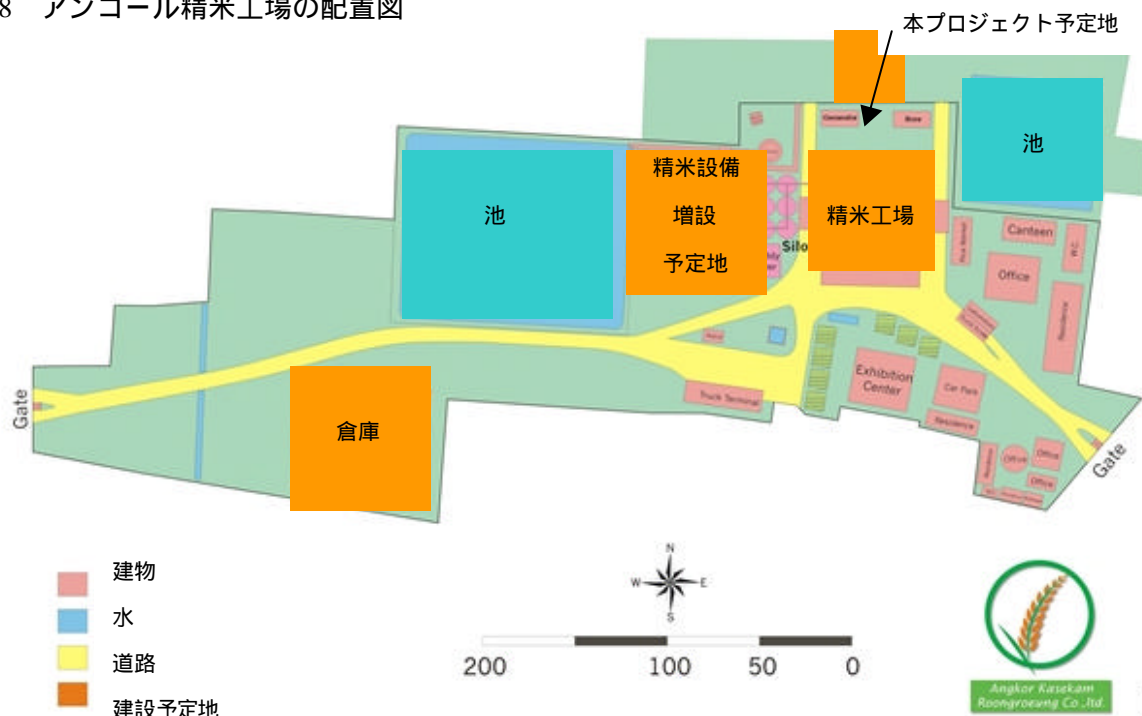 8 アンコール精米工場の配置図
本プロジェクト予定地
池
精米設備
増設
予定地
Silo
精米工場
池
Canteen
W.C.
Office
Residence
Gate
倉庫
Truck Terminal
Exhibition
Center
Car Park
Residence
Office
Office
Office
Gate
建物
水
道路
建設予定地
N
W
E
S
200
100
50
0
Angkor Kasekam
Roongroeung Co.,ltd.